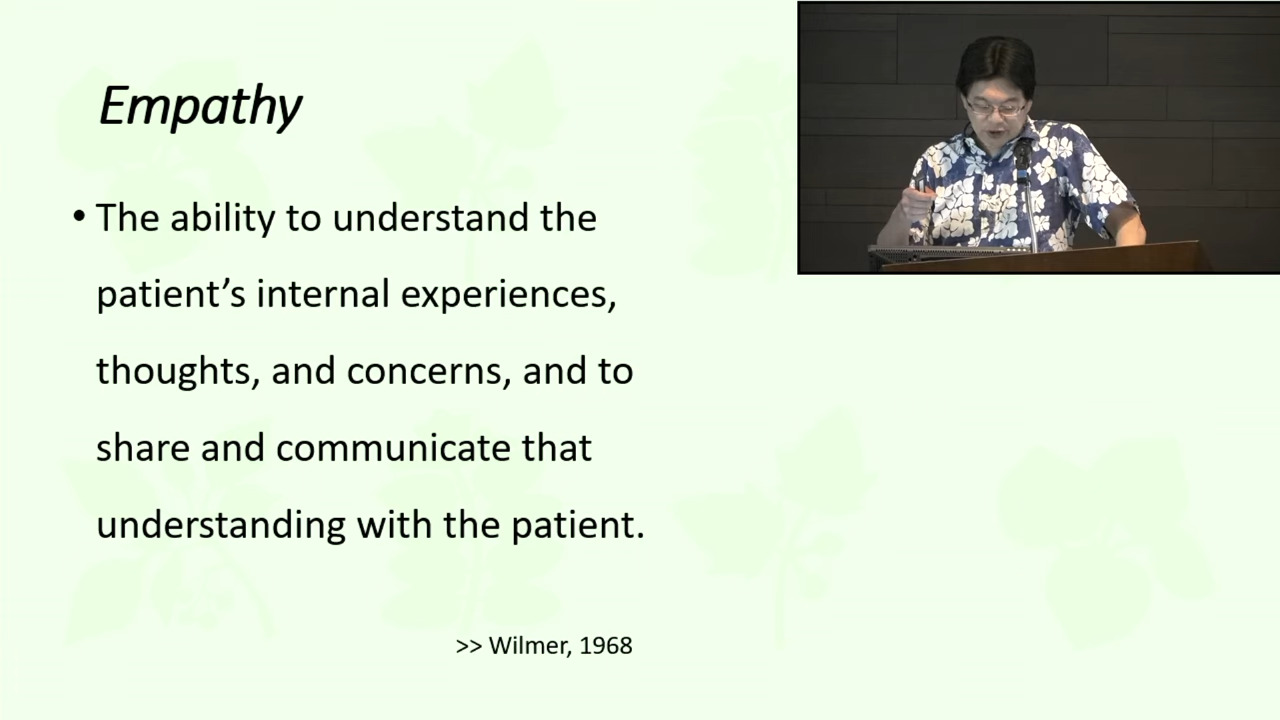 Empathy
• The ability to understand the
patient’s internal experiences,
thoughts, and concerns, and to
share and communicate that
understanding with the patient.
>> Wilmer, 1968